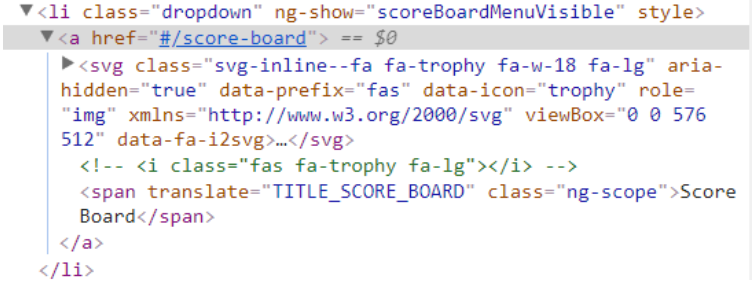 ▼<li class="dropdown" ng-show="scoreBoardMenuVisible" style>
▼<a href="#/score-board"> == $0
▶<svg class="svg-inline--fa fa-trophy fa-w-18 fa-lg" aria-
hidden="true" data-prefix="fas" data-icon="trophy" role=
"img" xmlns="http://www.w3.org/2000/svg" viewBox="0 0 576
512" data-fa-i2svg>…</svg>
<!-- <i class="fas fa-trophy fa-lg"></i> -->
<span translate="TITLE_SCORE_BOARD" class="ng-scope">Score
Board</span>
</a>
</li>